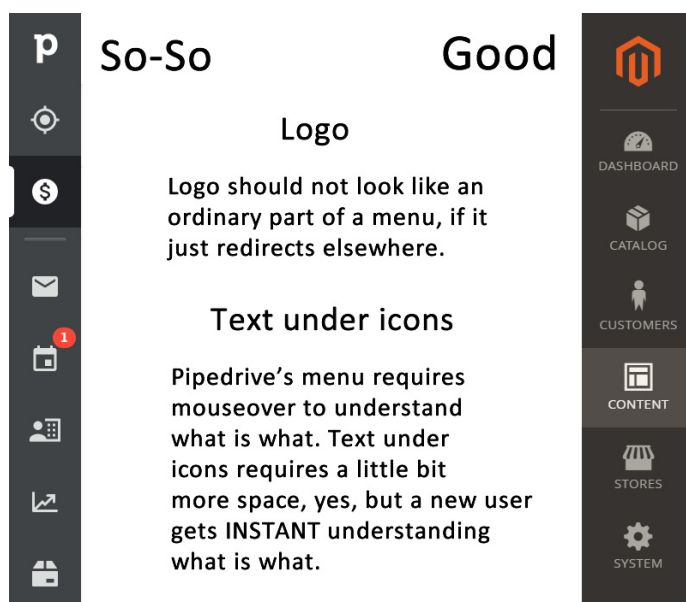 p
So-So
Good
Logo
Logo should not look like an
ordinary part of a menu, if it
just redirects elsewhere.
Text under icons
Pipedrive's menu requires
mouseover to understand
what is what. Text under
icons requires a little bit
more space, yes, but a new user
gets INSTANT understanding
what is what.
$
1
DASHBOARD
CATALOG
CUSTOMERS
CONTENT
STORES
SYSTEM